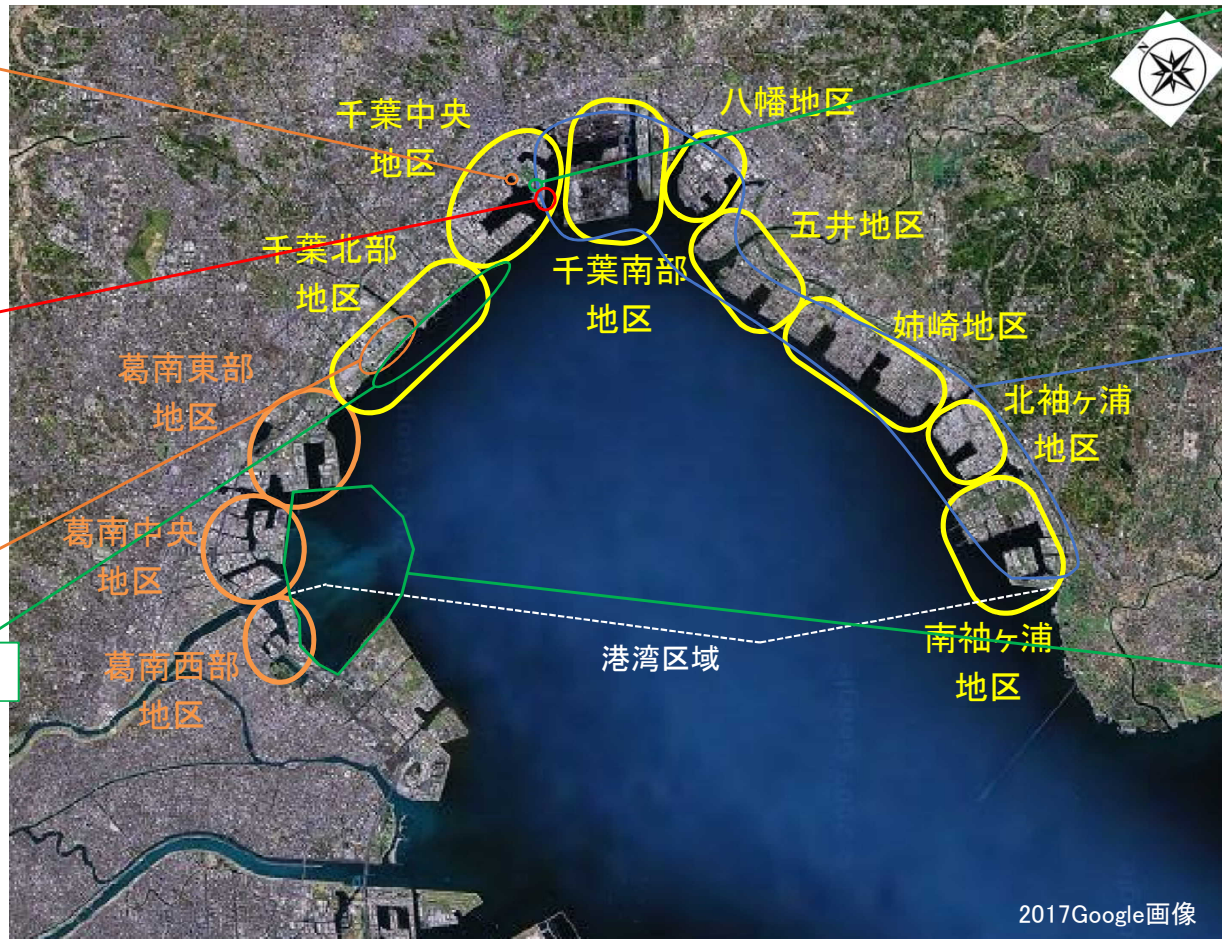 N
千葉中央
地区
八幡地区
千葉北部
地区
五井地区
千葉南部
地区
姉崎地区
葛南東部
地区
北袖ヶ浦
地区
葛南中央
地区
葛南西部
地区
港湾区域
南袖ヶ浦
地区
2017Google画像